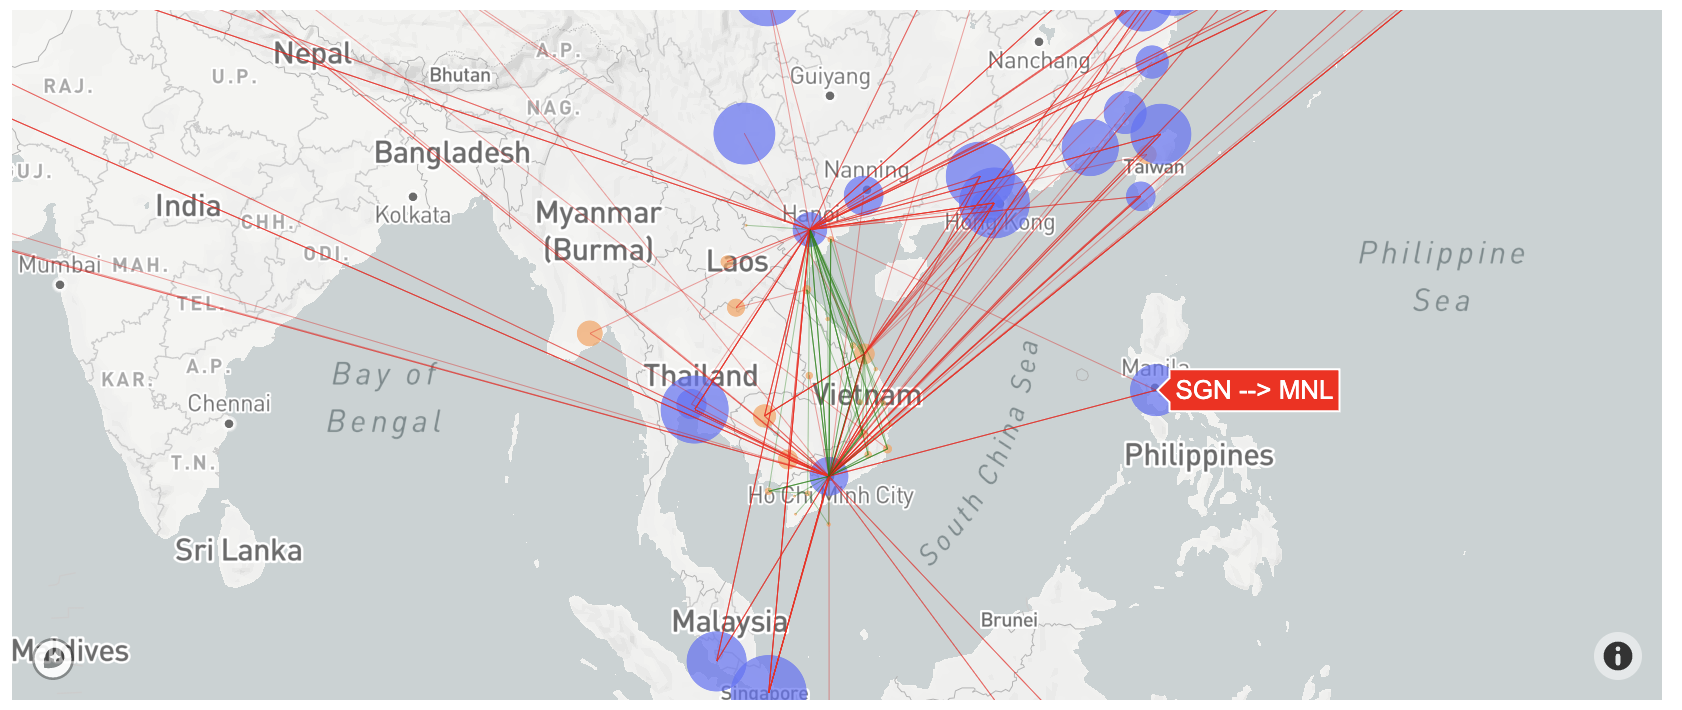 Nepal
A.P.
Nanchang
RAJ.
U.P.
Bhutan
Guiyang
NAG.
Bangladesh
Nanning
Taiwan
UJ.
India
Kolkata
CHH.
Myanmar
(Burma)
Hanoi
Hong Kong
ODI.
Laos
Philippine
Sea
Mumbai
MAH.
TEL.
A.P.
KAR.
Chennai
Bay of
Bengal
Thailand
Vietnam
Manila
SGN --> MNL
T.N.
South China Sea
Philippines
Ho Chi Minh City
Sri Lanka
Malaysia
Brunei
Maldives
Singapore